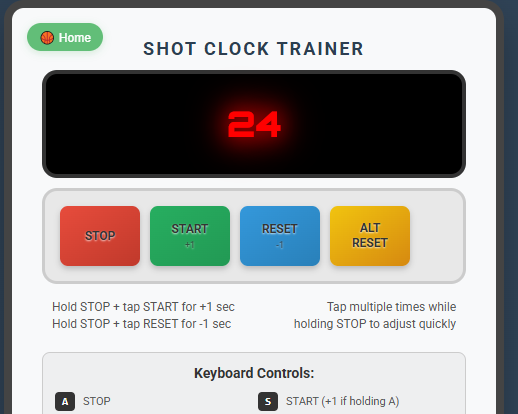 Home
SHOT CLOCK TRAINER
24
STOP
START
+1
RESET
-1
ALT
RESET
Hold STOP + tap START for +1 sec
Hold STOP + tap RESET for -1 sec
Tap multiple times while
holding STOP to adjust quickly
Keyboard Controls:
A STOP
S START (+1 if holding A)